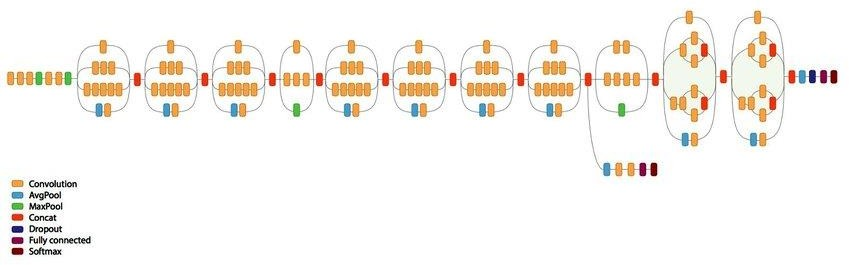 Convolution
AvgPool
MaxPool
Concat
Dropout
Fully connected
Softmax